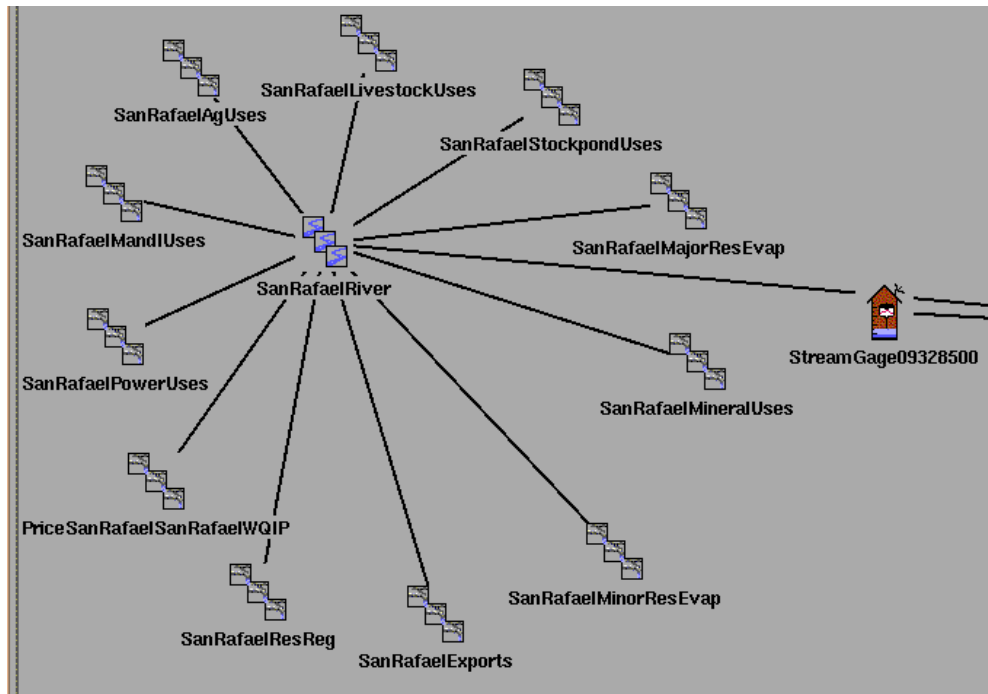 SanRafaelLivestockUses
SanRafaelAgUses
SanRafaelStockpondUses
SanRafaelMandIUses
SanRafaelMajorResEvap
SanRafaelRiver
StreamGage09328500
SanRafaelPowerUses
SanRafaelMineralUses
PriceSanRafaelSanRafaelWQIP
SanRafaelMinorResEvap
SanRafaelResReg
SanRafaelExports